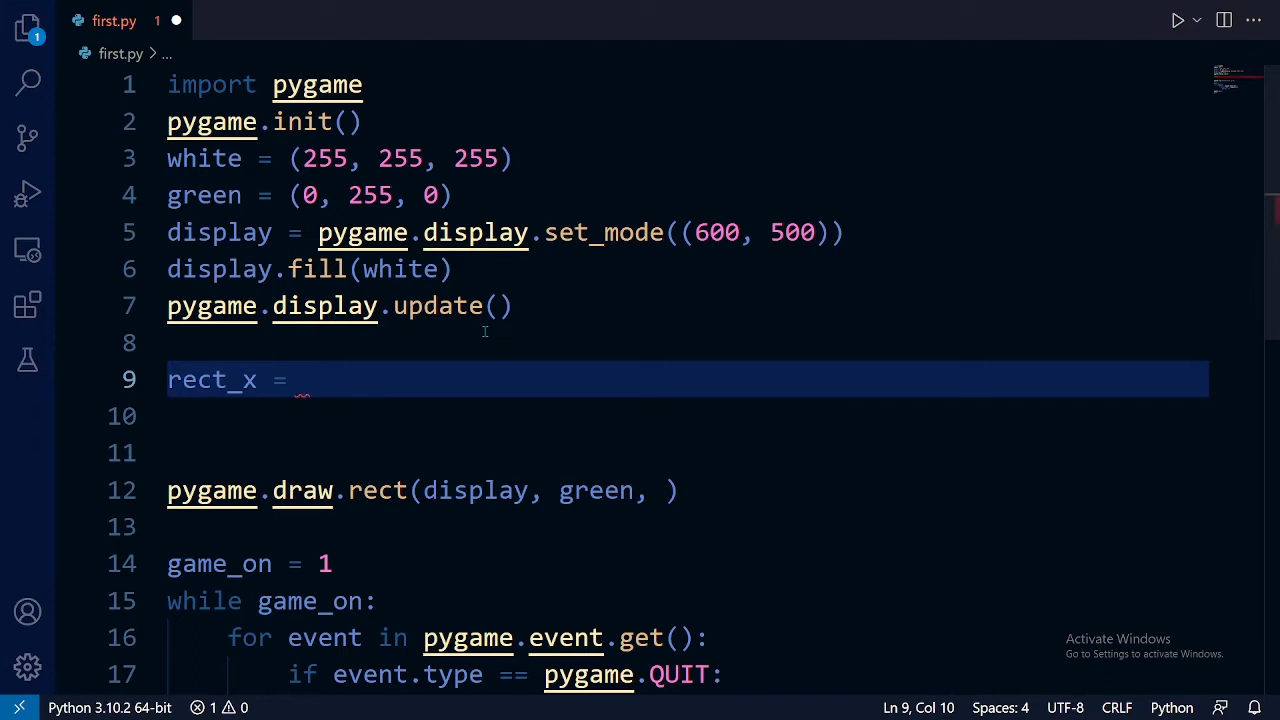 first.py 1
first.py > ...
1 import pygame
2 pygame.init()
3 white = (255, 255, 255)
4 green = (0, 255, 0)
5 display = pygame.display.set_mode((600, 500))
6 display.fill(white)
7 pygame.display.update()
8
9 rect_x =
10
11
12 pygame.draw.rect(display, green, )
13
14 game_on = 1
15 while game_on:
16 for event in pygame.event.get():
17 if event.type == pygame.QUIT:
1
Activate Windows
Go to Settings to activate Windows.
Python 3.10.2 64-bit 1 0 Ln 9, Col 10 Spaces: 4 UTF-8 CRLF Python